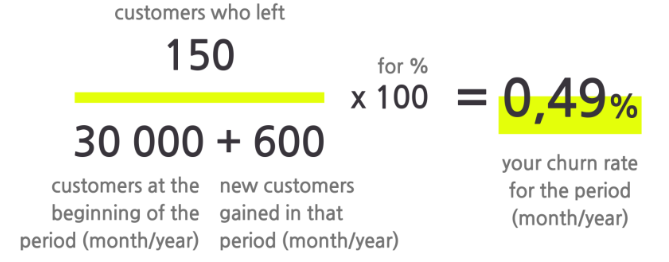 customers who left
150
for %
x 100
= 0,49%
30 000 + 600
customers at the beginning of the period (month/year)
new customers gained in that period (month/year)
your churn rate
for the period
(month/year)